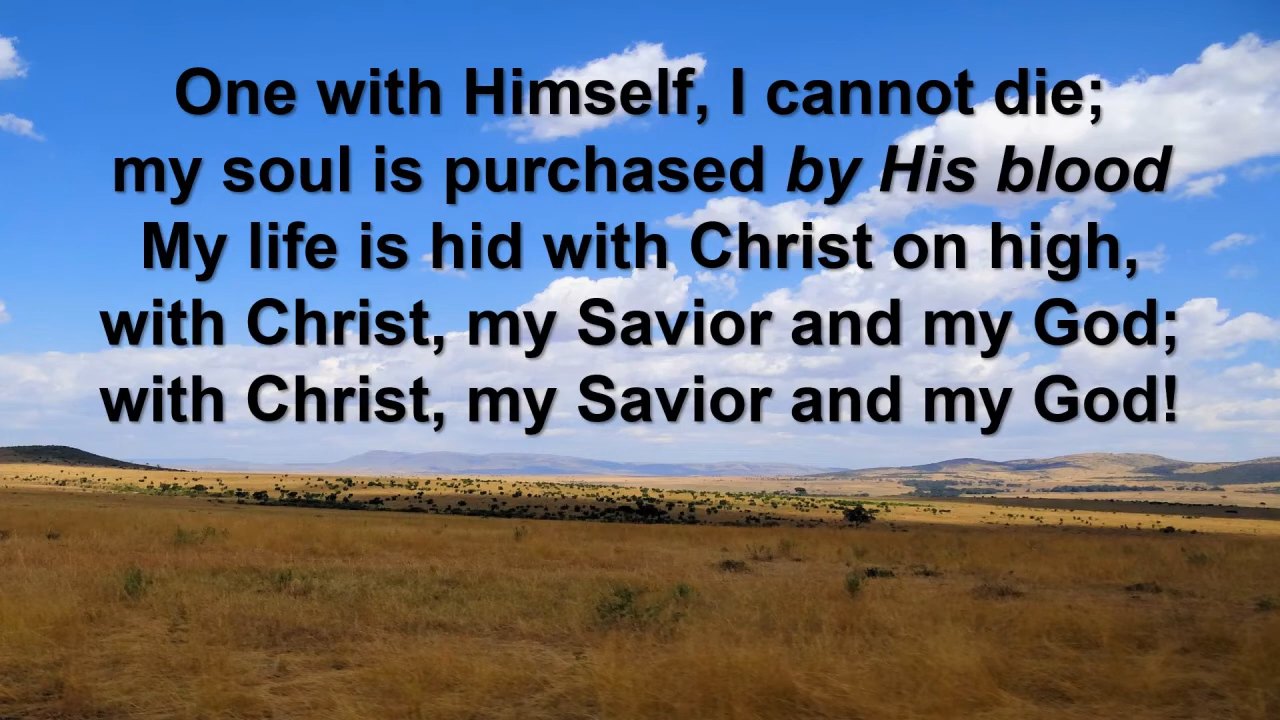 One with Himself, I cannot die;
my soul is purchased by His blood
My life is hid with Christ on high,
with Christ, my Savior and my God;
with Christ, my Savior and my God!